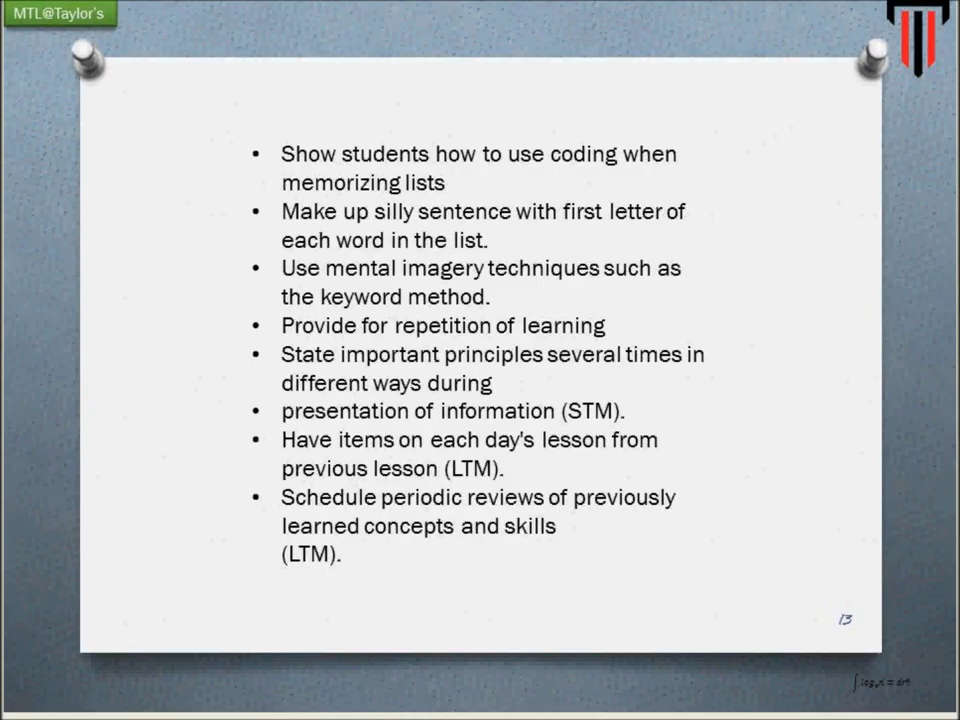 MTL@Taylor's
• Show students how to use coding when
memorizing lists
• Make up silly sentence with first letter of
each word in the list.
• Use mental imagery techniques such as
the keyword method.
• Provide for repetition of learning
• State important principles several times in
different ways during
• presentation of information (STM).
• Have items on each day's lesson from
previous lesson (LTM).
• Schedule periodic reviews of previously
learned concepts and skills
(LTM).
13